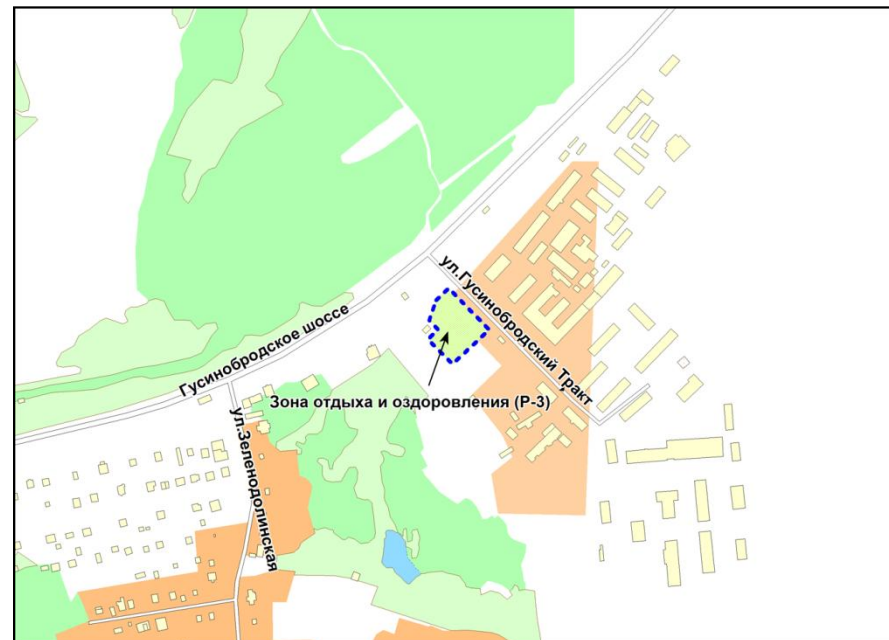 ул.Гусинобродский Тракт
Гусинобродское шоссе
Зона отдыха и оздоровления (Р-3)
ул.Зеленодолинская